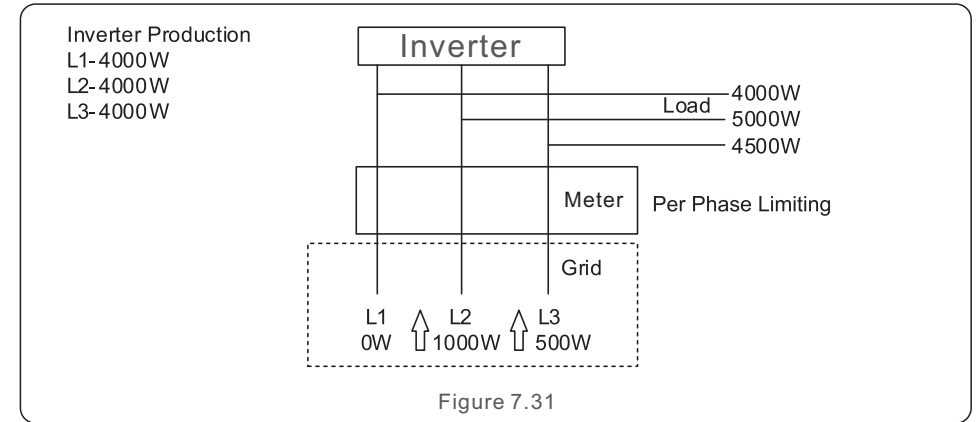 Inverter Production
L1-4000W
L2-4000W
L3-4000W
Inverter
4000W
Load
5000W
4500W
Meter
Per Phase Limiting
Grid
L1 L2 L3
0W 1000W 500W
Figure 7.31